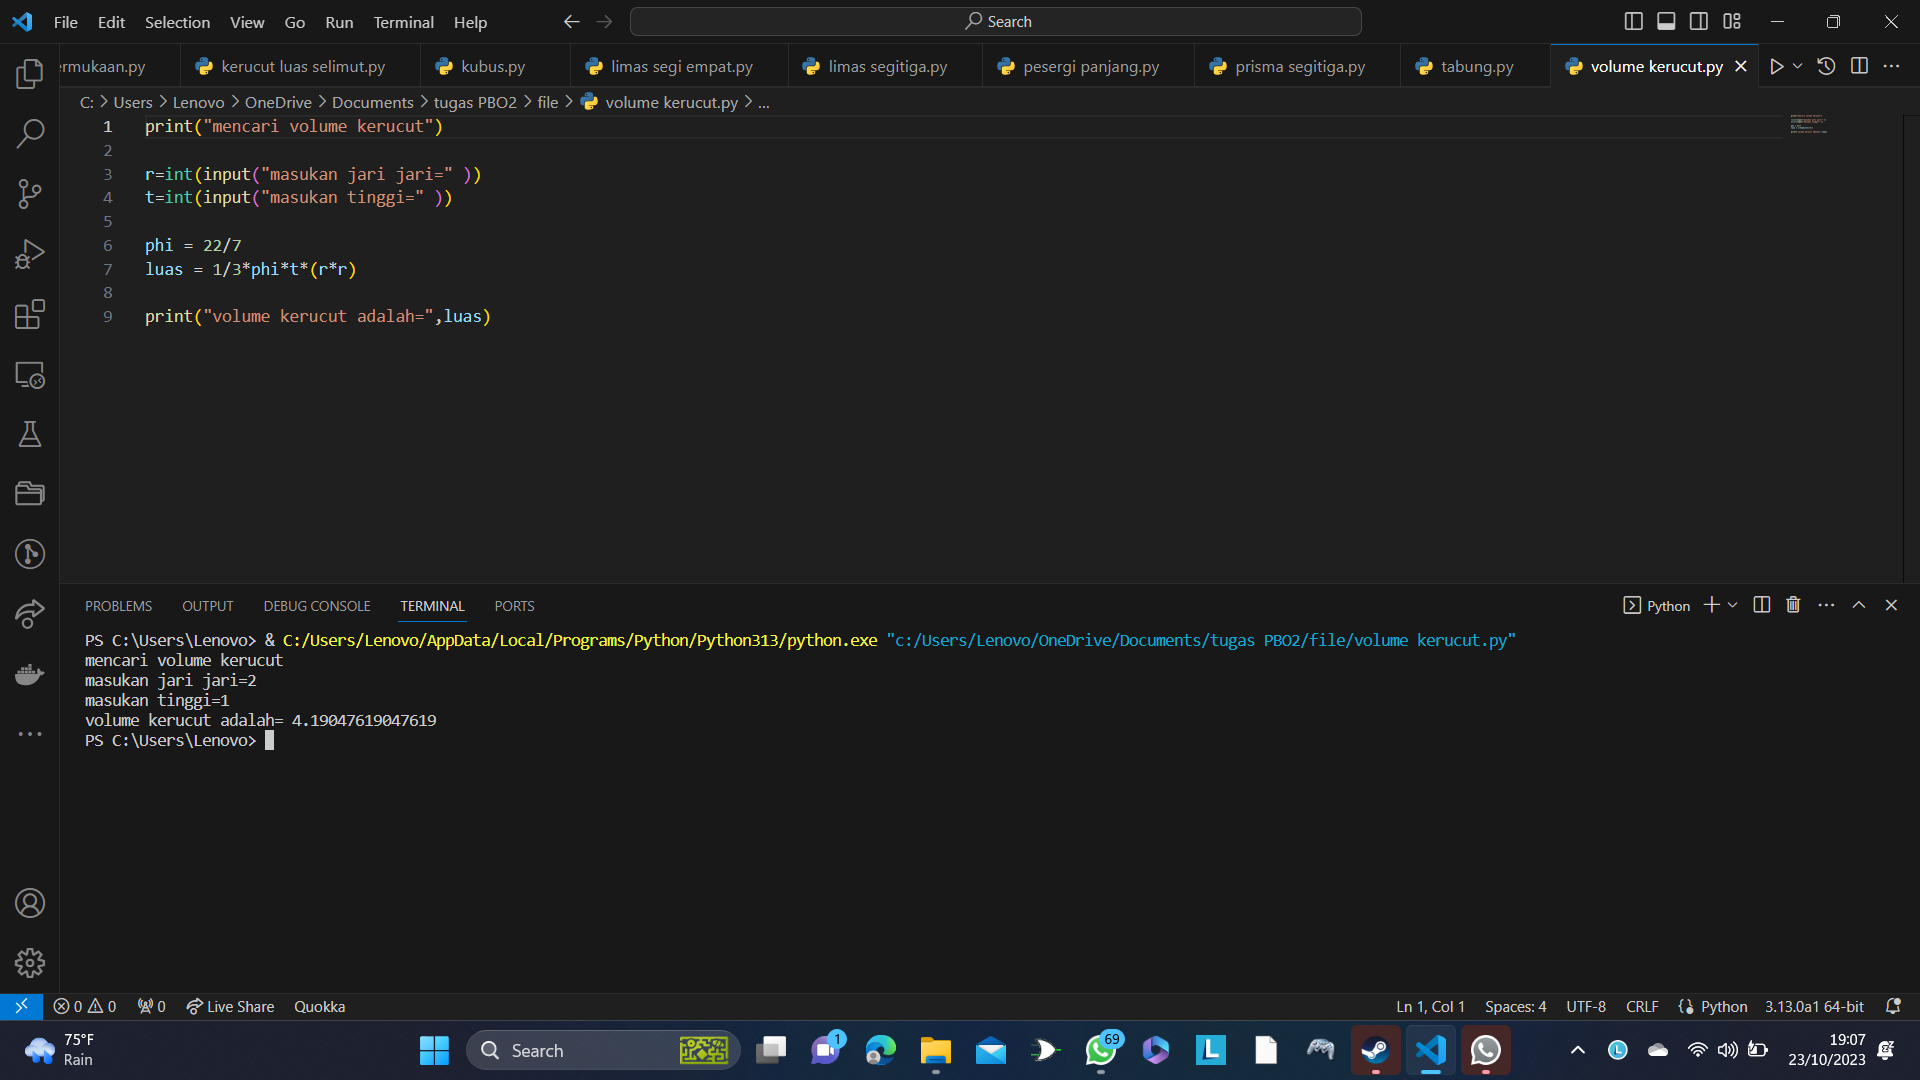 File Edit Selection View Go Run Terminal Help
Search
ermukaan.py kerucut luas selimut.py kubus.py limas segi empat.py limas segitiga.py pesergi panjang.py prisma segitiga.py tabung.py volume kerucut.py
C: > Users > Lenovo > OneDrive > Documents > tugas PBO2 > file > volume kerucut.py > ...
1 print("mencari volume kerucut")
2
3 r=int(input("masukan jari jari=" ))
4 t=int(input("masukan tinggi=" ))
5
6 phi = 22/7
7 luas = 1/3*phi*t*(r*r)
8
9 print("volume kerucut adalah=",luas)
PROBLEMS OUTPUT DEBUG CONSOLE TERMINAL PORTS
Python
PS C:\Users\Lenovo> & C:/Users/Lenovo/AppData/Local/Programs/Python/Python313/python.exe "c:/Users/Lenovo/OneDrive/Documents/tugas PBO2/file/volume kerucut.py"
mencari volume kerucut
masukan jari jari=2
masukan tinggi=1
volume kerucut adalah= 4.19047619047619
PS C:\Users\Lenovo>
0 0 0 Live Share Quokka
Ln 1, Col 1 Spaces: 4 UTF-8 CRLF Python 3.13.0a1 64-bit
75°F
Rain
Search
1
69
L
L
19:07
23/10/2023